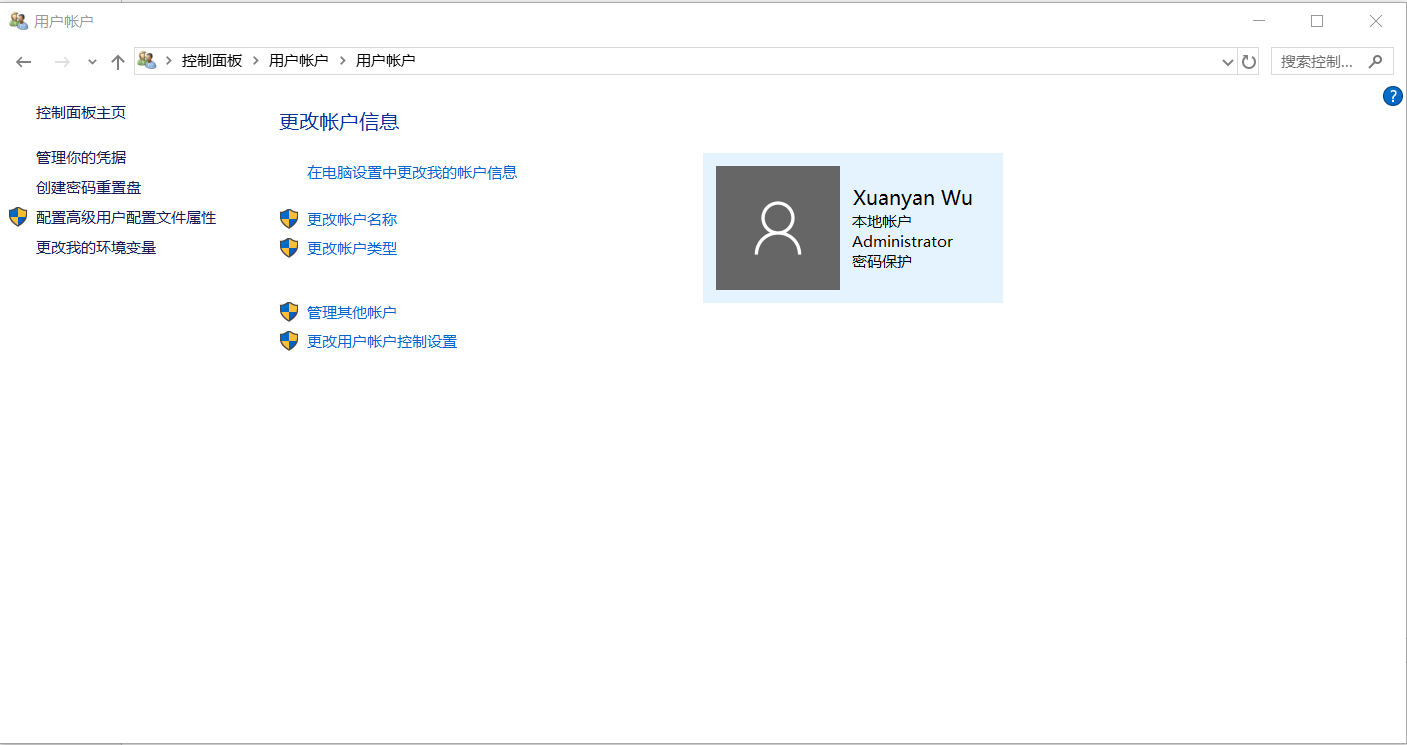 用户帐户
控制面板 用户帐户 用户帐户
搜索控制...
?
控制面板主页
管理你的凭据
创建密码重置盘
配置高级用户配置文件属性
更改我的环境变量
更改帐户信息
在电脑设置中更改我的帐户信息
更改帐户名称
更改帐户类型
管理其他帐户
更改用户帐户控制设置
Xuanyan Wu
本地帐户
Administrator
密码保护